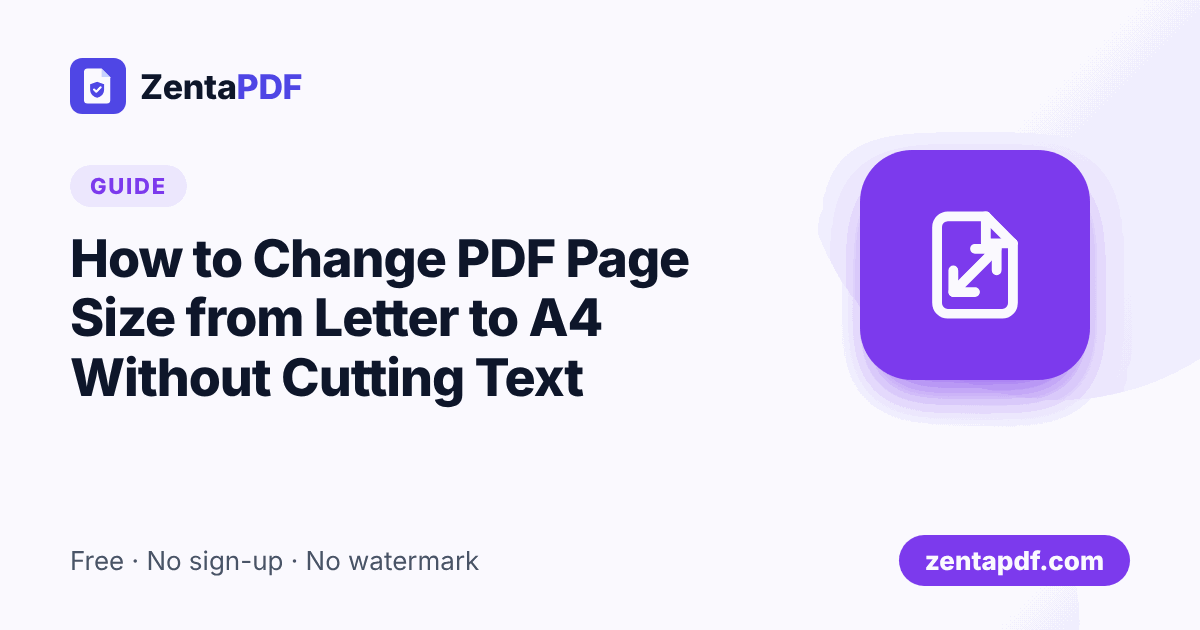 ZentaPDF
GUIDE
How to Change PDF Page
Size from Letter to A4
Without Cutting Text
Free · No sign-up · No watermark
zentapdf.com